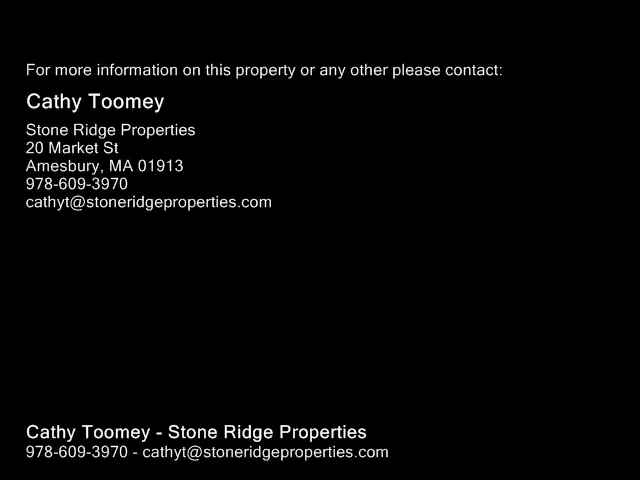 For more information on this property or any other please contact:
Cathy Toomey
Stone Ridge Properties
20 Market St
Amesbury, MA 01913
978-609-3970
cathyt@stoneridgeproperties.com
Cathy Toomey - Stone Ridge Properties
978-609-3970 - cathyt@stoneridgeproperties.com